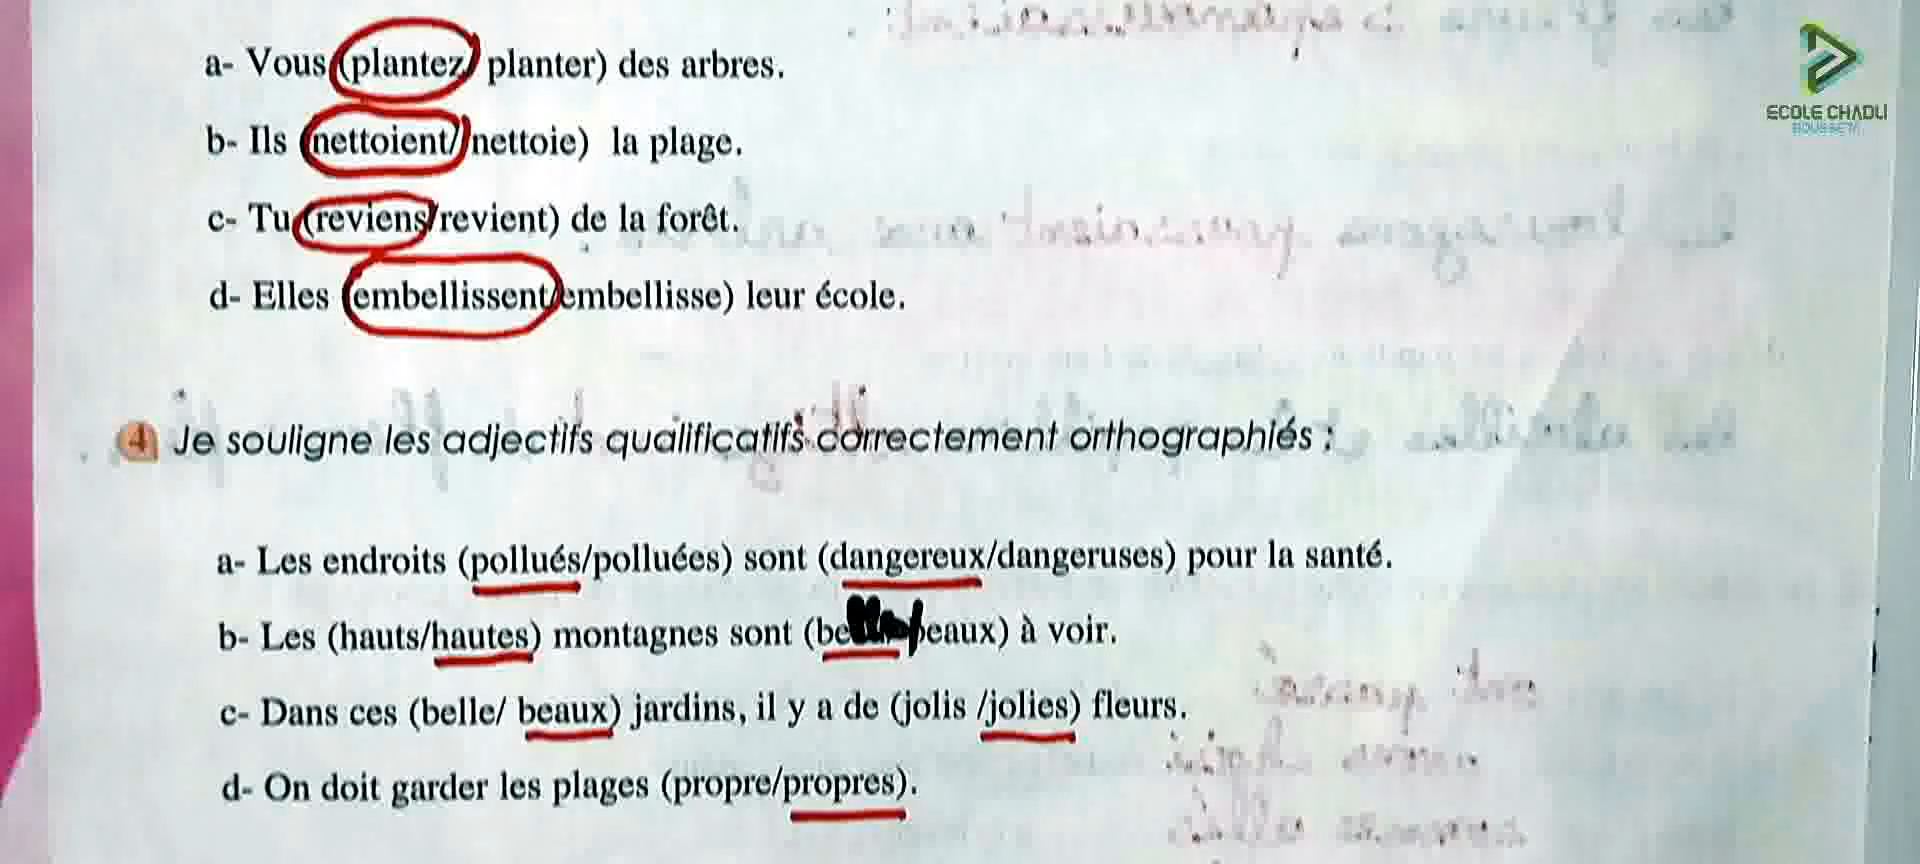 a- Vous (plantez/ planter) des arbres.
ECOLE CHADLI
b- Ils (nettoient/ nettoie) la plage.
c- Tu (reviens/revient) de la forêt.
d- Elles (embellissent/embellisse) leur école.
4 Je souligne les adjectifs qualificatifs correctement orthographiés :
a- Les endroits (pollués/polluées) sont (dangereux/dangeruses) pour la santé.
b- Les (hauts/hautes) montagnes sont ( beaux) à voir.
c- Dans ces (belle/ beaux) jardins, il y a de (jolis /jolies) fleurs.
d- On doit garder les plages (propre/propres).